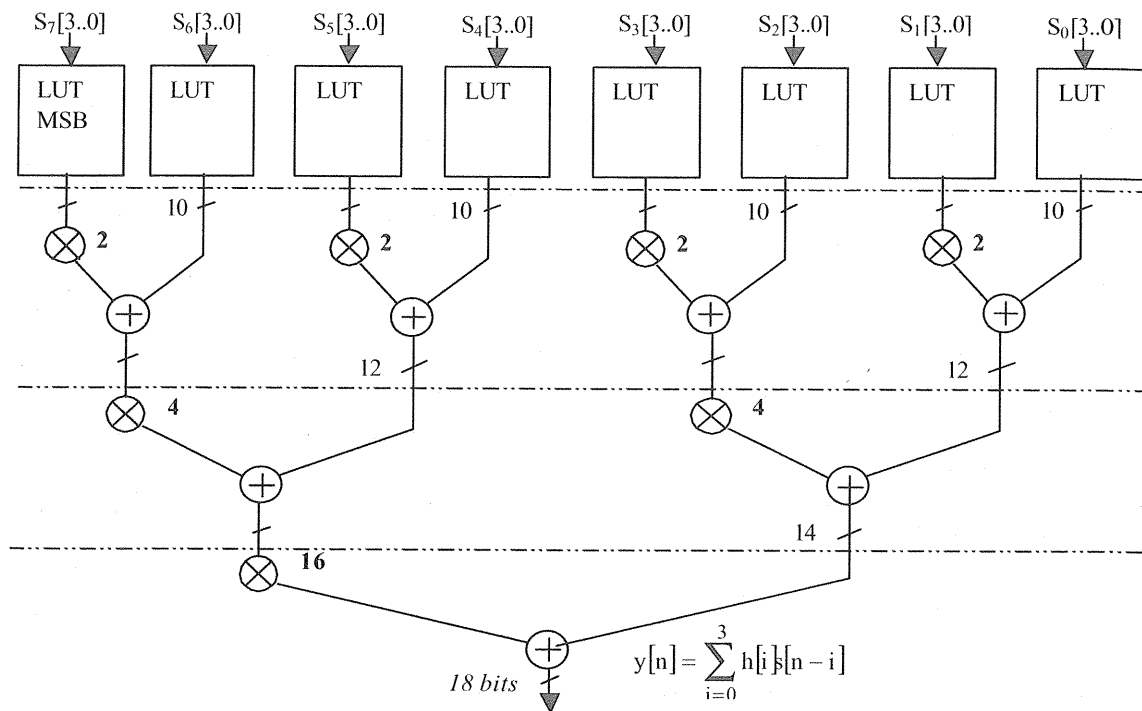 S₇[3..0] S₆[3..0] S₅[3..0] S₄[3..0] S₃[3..0] S₂[3..0] S₁[3..0] S₀[3..0]
LUT LUT LUT LUT LUT LUT LUT LUT
MSB
10 10 10 10
2 2 2 2
12 12
4 4
14
16
y[n] = ∑ h[i]s[n − i]
3
i=0
18 bits